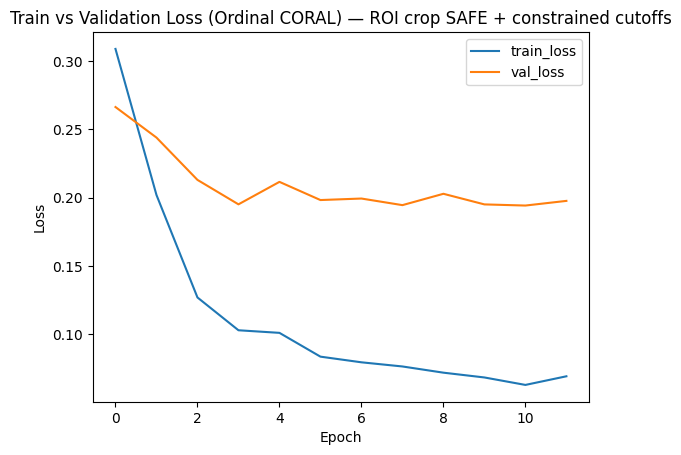 Train vs Validation Loss (Ordinal CORAL) — ROI crop SAFE + constrained cutoffs
train_loss
val_loss
0.30
0.25
0.20
0.15
0.10
Loss
0 2 4 6 8 10
Epoch